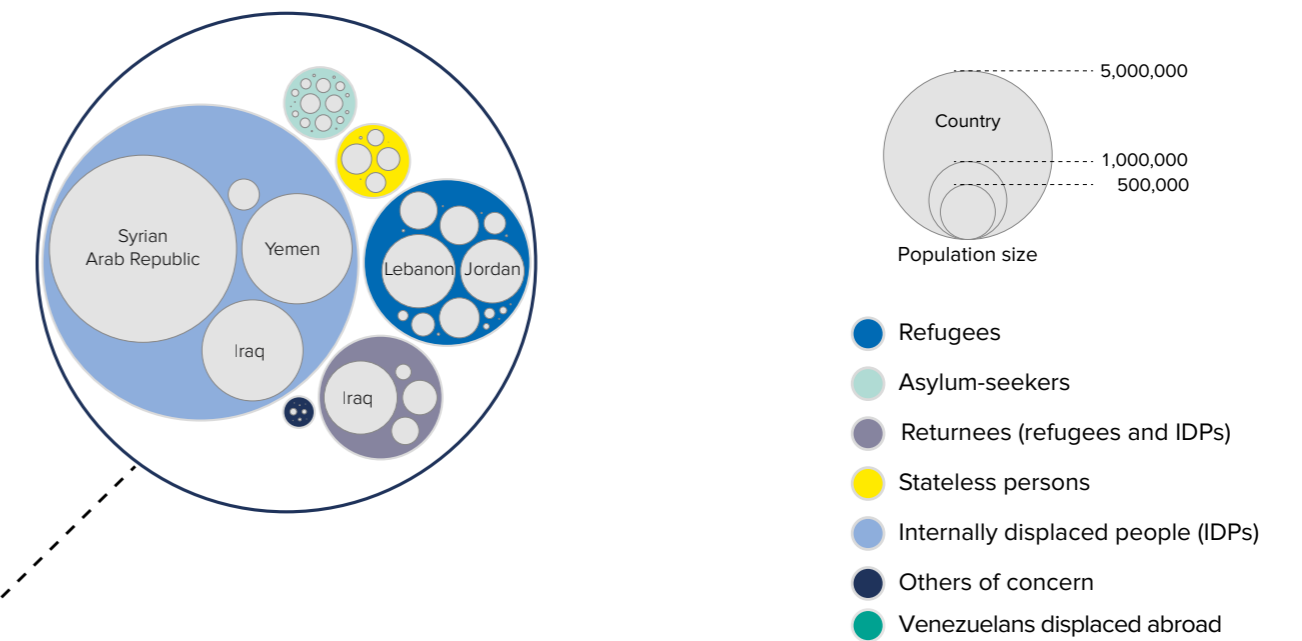 Syrian
Arab Republic
Yemen
Iraq
Lebanon
Jordan
Iraq
5,000,000
Country
1,000,000
500,000
Population size
Refugees
Asylum-seekers
Returnees (refugees and IDPs)
Stateless persons
Internally displaced people (IDPs)
Others of concern
Venezuelans displaced abroad